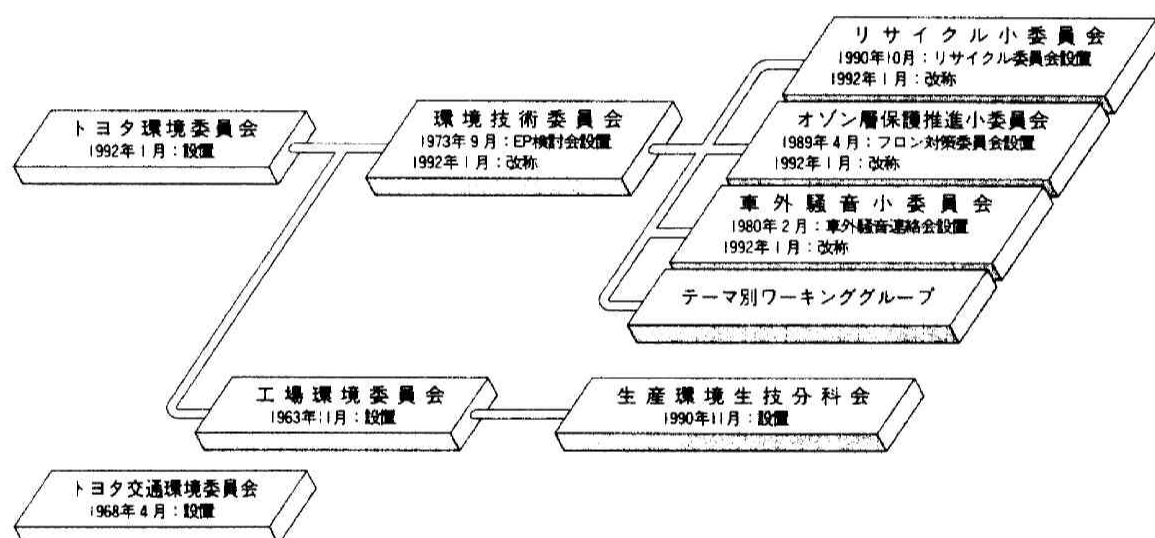 トヨタ環境委員会
1992年1月：設置
環境技術委員会
1973年9月：EP検討会設置
1992年1月：改称
リサイクル小委員会
1990年10月：リサイクル委員会設置
1992年1月：改称
オゾン層保護推進小委員会
1989年4月：フロン対策委員会設置
1992年1月：改称
車外騒音小委員会
1980年2月：車外騒音連絡会設置
1992年1月：改称
テーマ別ワーキンググループ
工場環境委員会
1963年11月：設置
生産環境生技分科会
1990年11月：設置
トヨタ交通環境委員会
1968年4月：設置